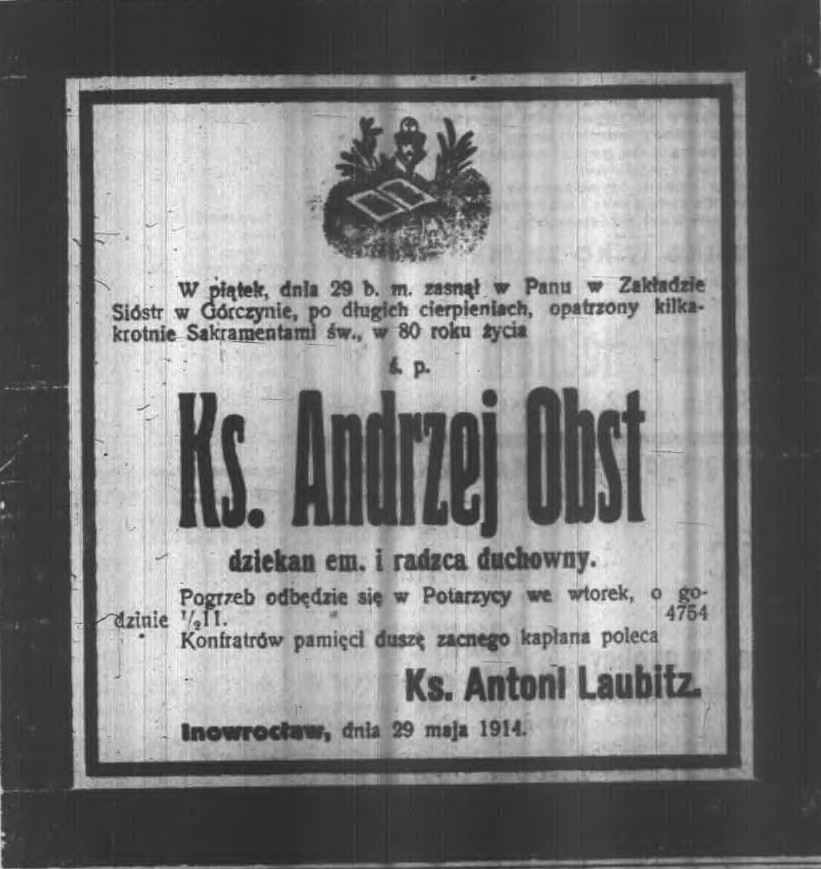 W piątek, dnia 29 b. m. zasnął w Panu w Zakładzie
Sióstr w Górczynie, po długich cierpieniach, opatrzony kilka-
krotnie Sakramentami św., w 80 roku życia
ś. p.
Ks. Andrzej Obst
dziekan em. i radzca duchowny.
Pogrzeb odbędzie się w Potarzycy we wtorek, o go-
dzinie ½11. 4754
Konfratrów pamięci duszę zacnego kapłana poleca
Ks. Antoni Laubitz.
Inowrocław, dnia 29 maja 1914.